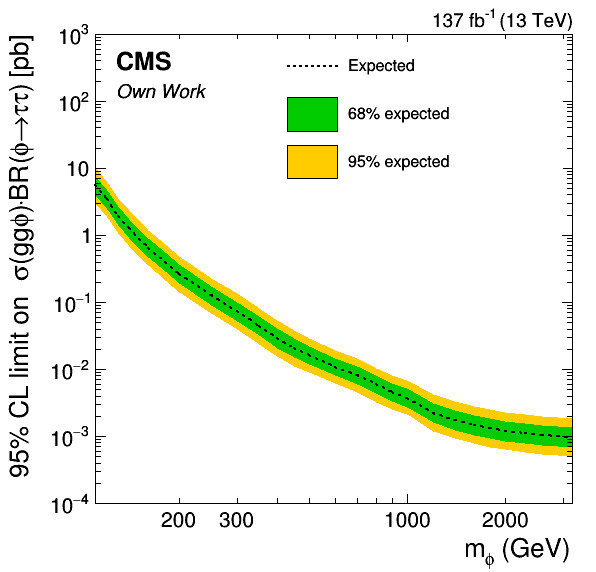 137 fb⁻¹ (13 TeV)
95% CL limit on σ(ggϕ)·BR(ϕ→ττ) [pb]
CMS
Own Work
Expected
68% expected
95% expected
10³
10²
10
1
10⁻¹
10⁻²
10⁻³
10⁻⁴
200 300 1000 2000
m_ϕ (GeV)